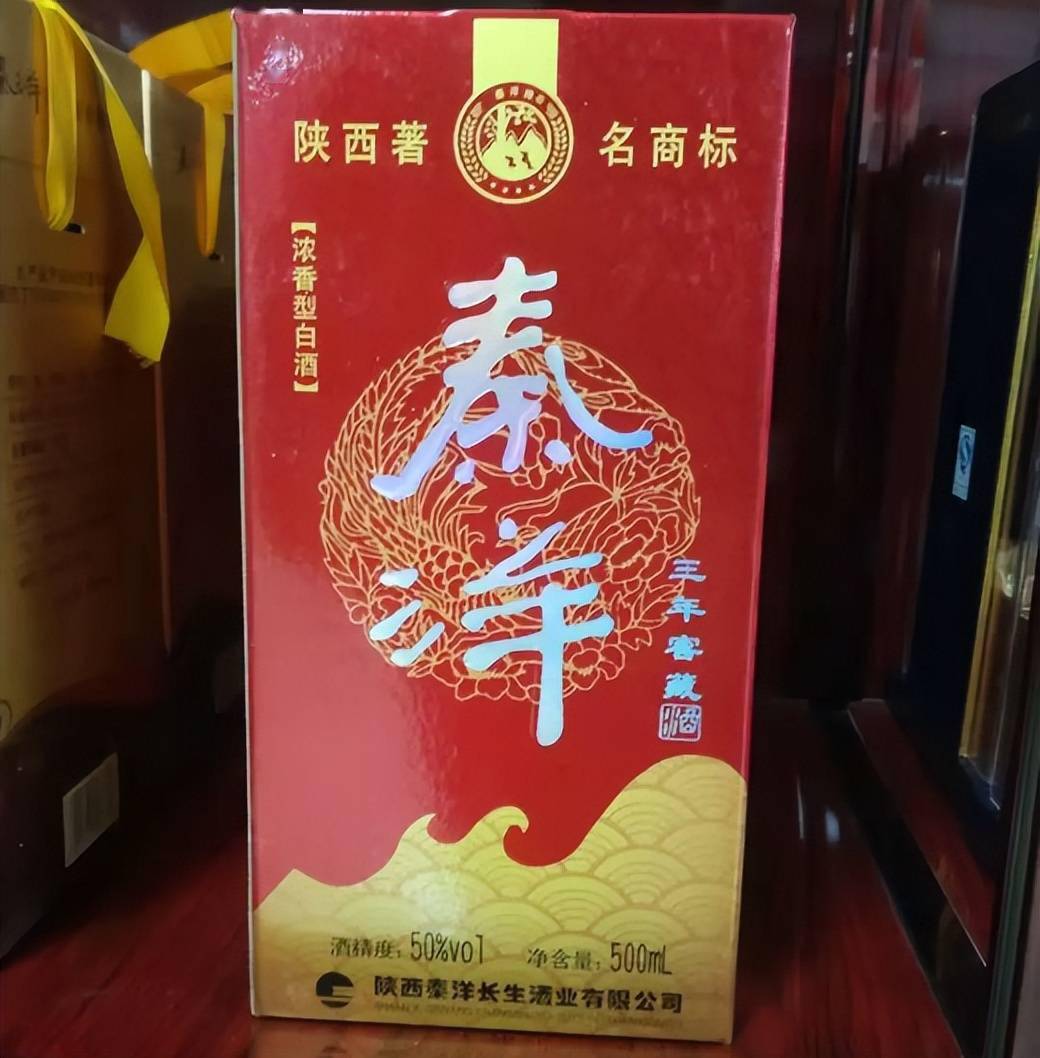 陕西著名商标
【浓香型白酒】
秦洋
三年窖藏
酒
酒精度：50%vol
净含量：500mL
陕西秦洋长生酒业有限公司